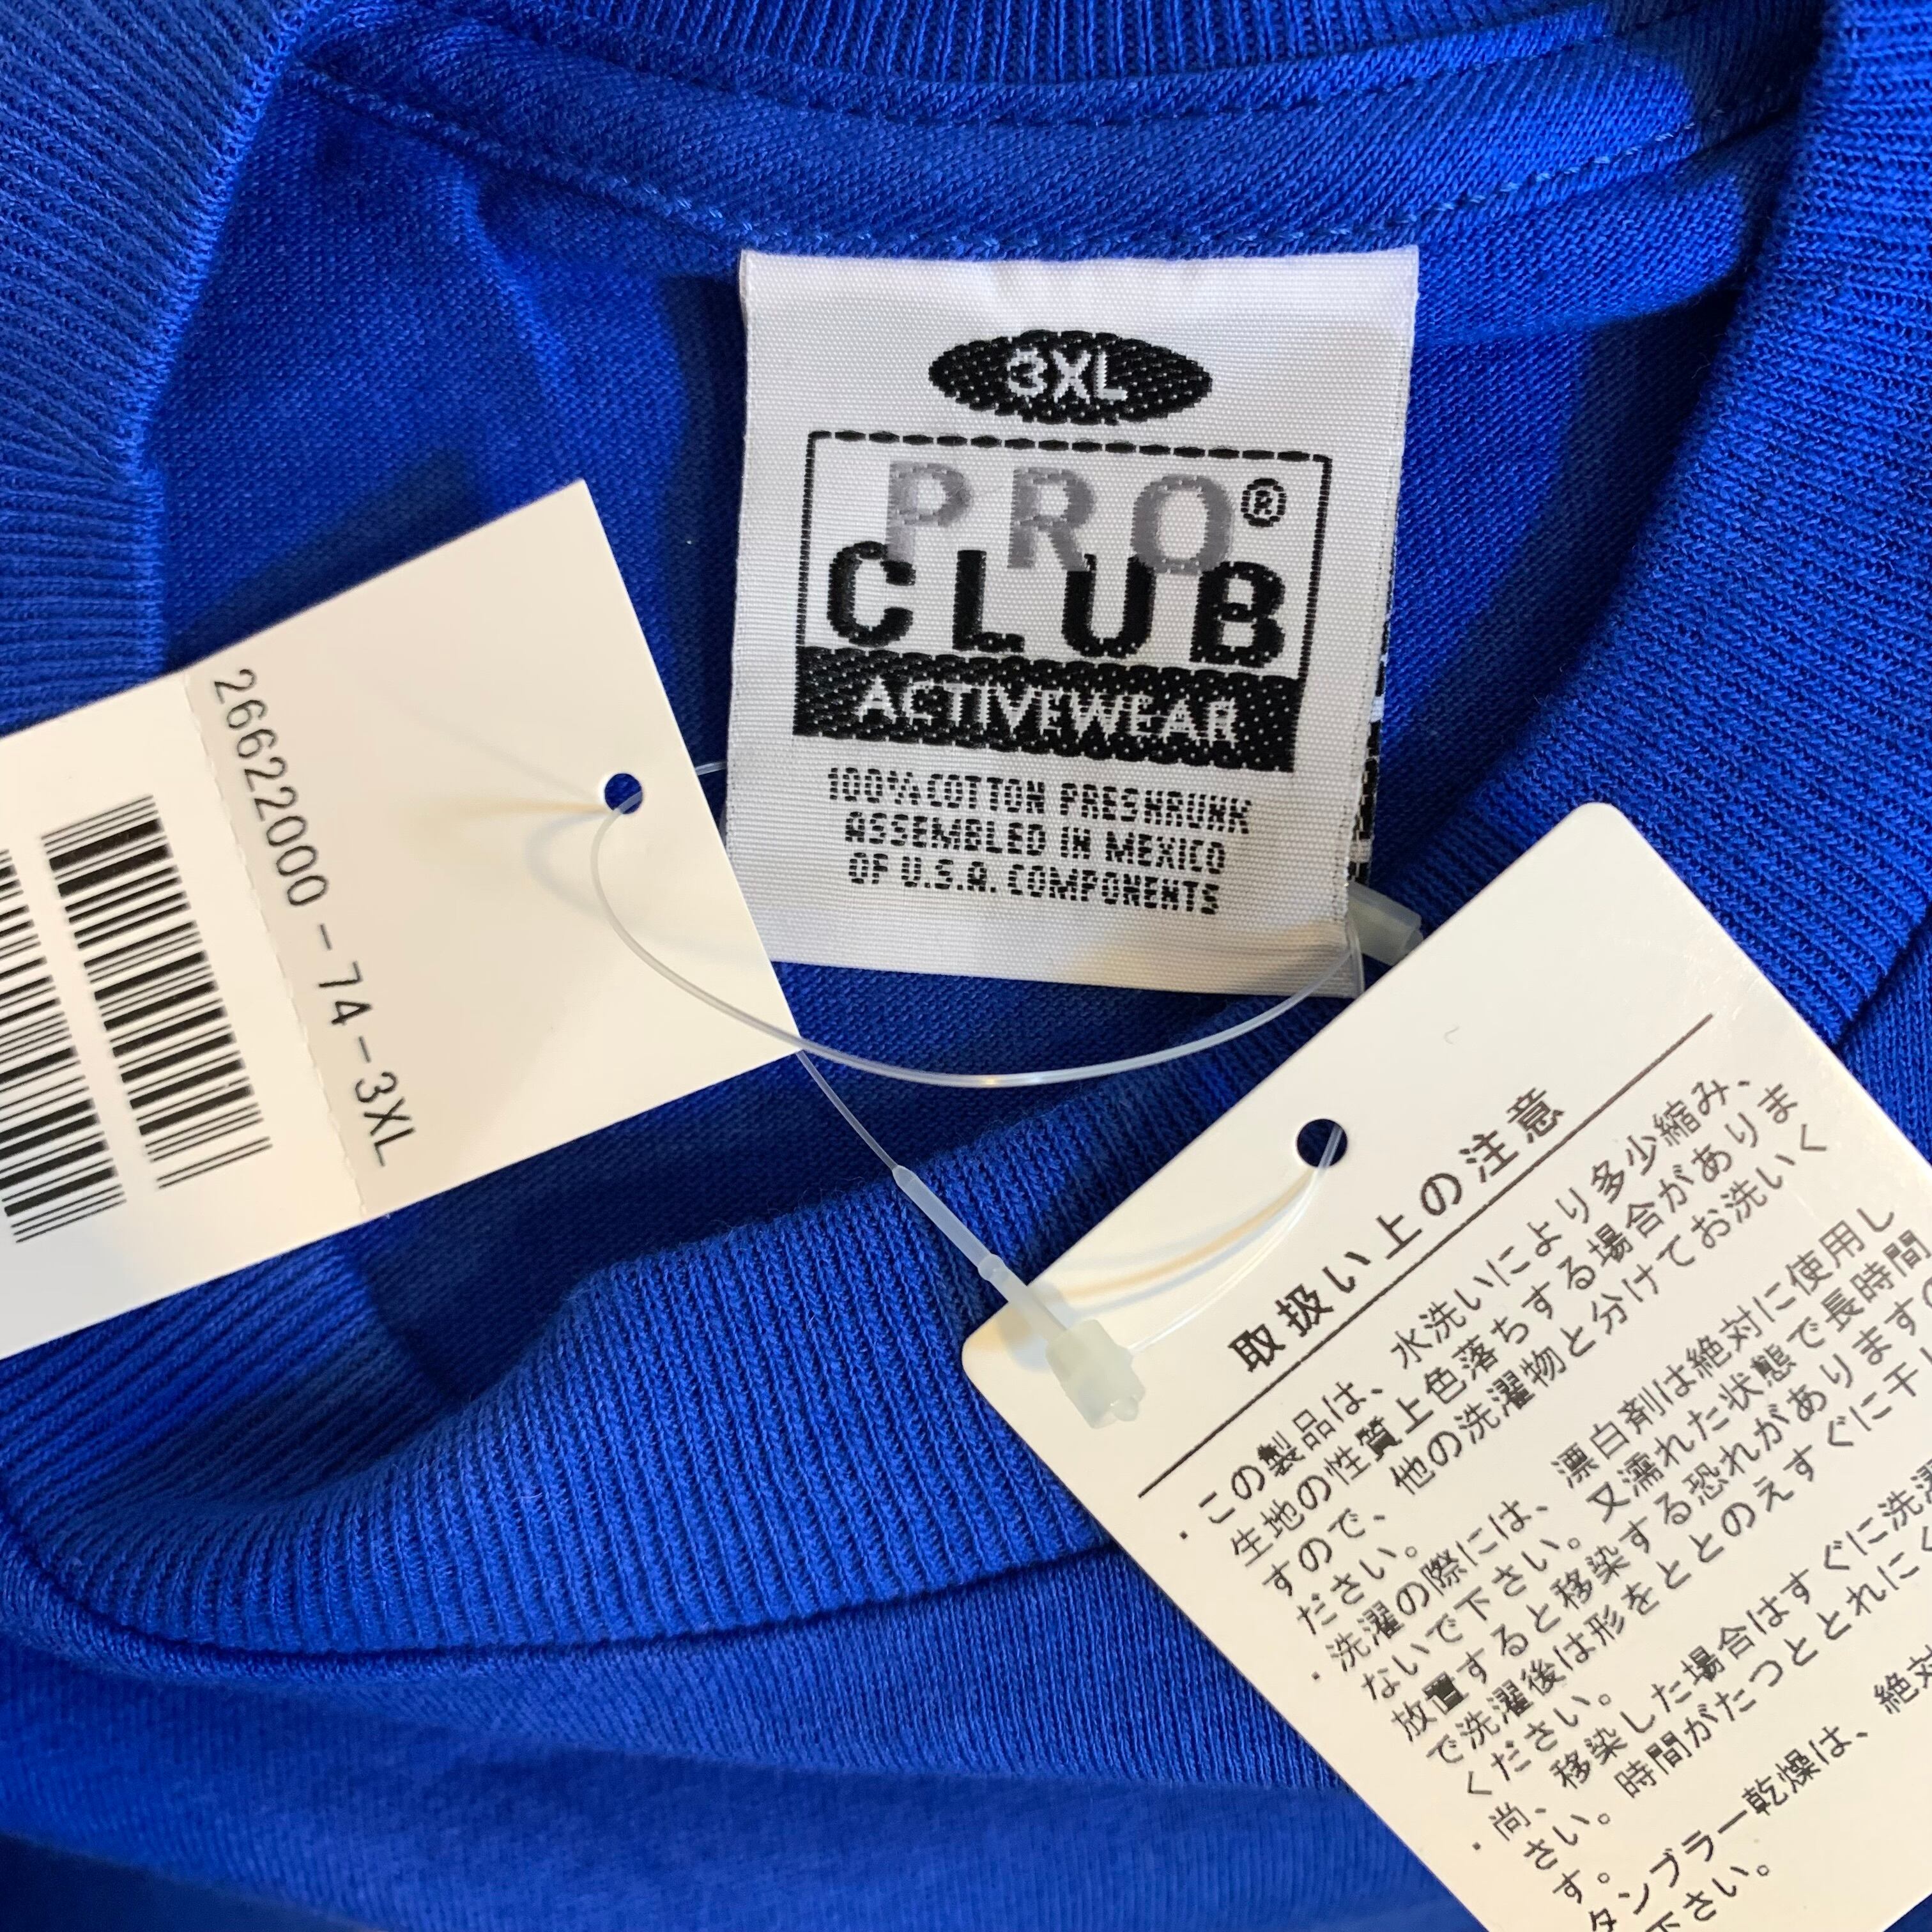 3XL
PRO®
CLUB
ACTIVEWEAR
100% COTTON PRESHRUNK
ASSEMBLED IN MEXICO
OF U.S.A. COMPONENTS
26622000-74-3XL
取扱い上の注意
・この製品は、水洗いにより多少縮み、
生地の性質上色落ちする場合がありま
すので、他の洗濯物と分けてお洗いく
ださい。
・洗濯の際には、漂白剤は絶対に使用し
ないで下さい。又濡れた状態で長時間
放置すると移染する恐れがあります
で洗濯後は形をととのえすぐに干し
ください。
・尚、移染した場合はすぐに洗濯
さい。時間がたつととれにく
す。
タンブラー乾燥は、絶対
下さい。